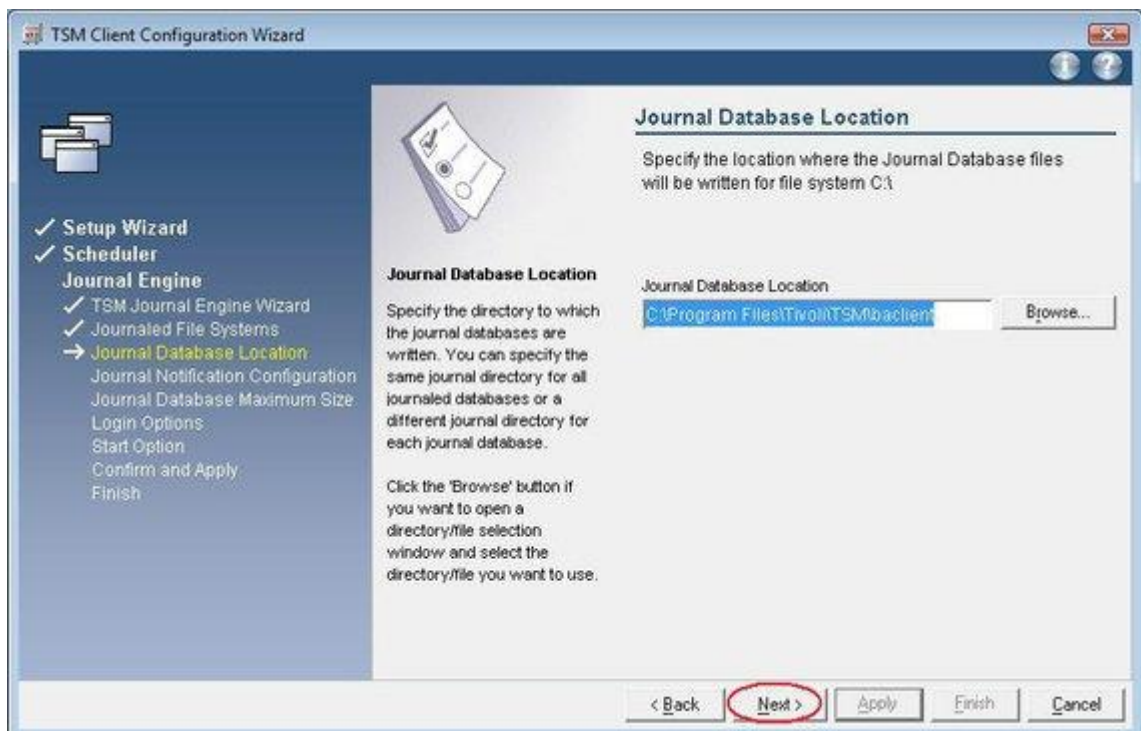 TSM Client Configuration Wizard
Setup Wizard
Scheduler
Journal Engine
TSM Journal Engine Wizard
Journaled File Systems
Journal Database Location
Journal Notification Configuration
Journal Database Maximum Size
Login Options
Start Option
Confirm and Apply
Finish
Journal Database Location
Specify the directory to which
the journal databases are
written. You can specify the
same journal directory for all
journaled databases or a
different journal directory for
each journal database.
Click the 'Browse' button if
you want to open a
directory/file selection
window and select the
directory/file you want to use.
Journal Database Location
Specify the location where the Journal Database files
will be written for file system C:\
Journal Database Location
C:\Program Files\Tivoli\TSM\baclient
Browse...
< Back
Next >
Apply
Finish
Cancel